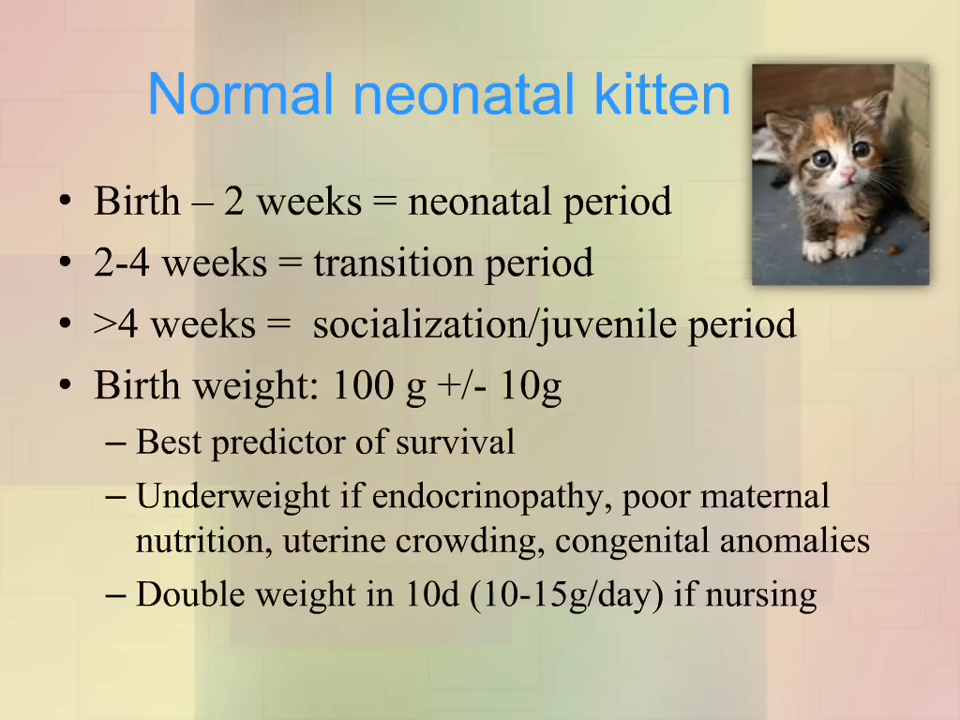 Normal neonatal kitten
• Birth – 2 weeks = neonatal period
• 2-4 weeks = transition period
• >4 weeks =  socialization/juvenile period
• Birth weight: 100 g +/- 10g
– Best predictor of survival
– Underweight if endocrinopathy, poor maternal
nutrition, uterine crowding, congenital anomalies
– Double weight in 10d (10-15g/day) if nursing